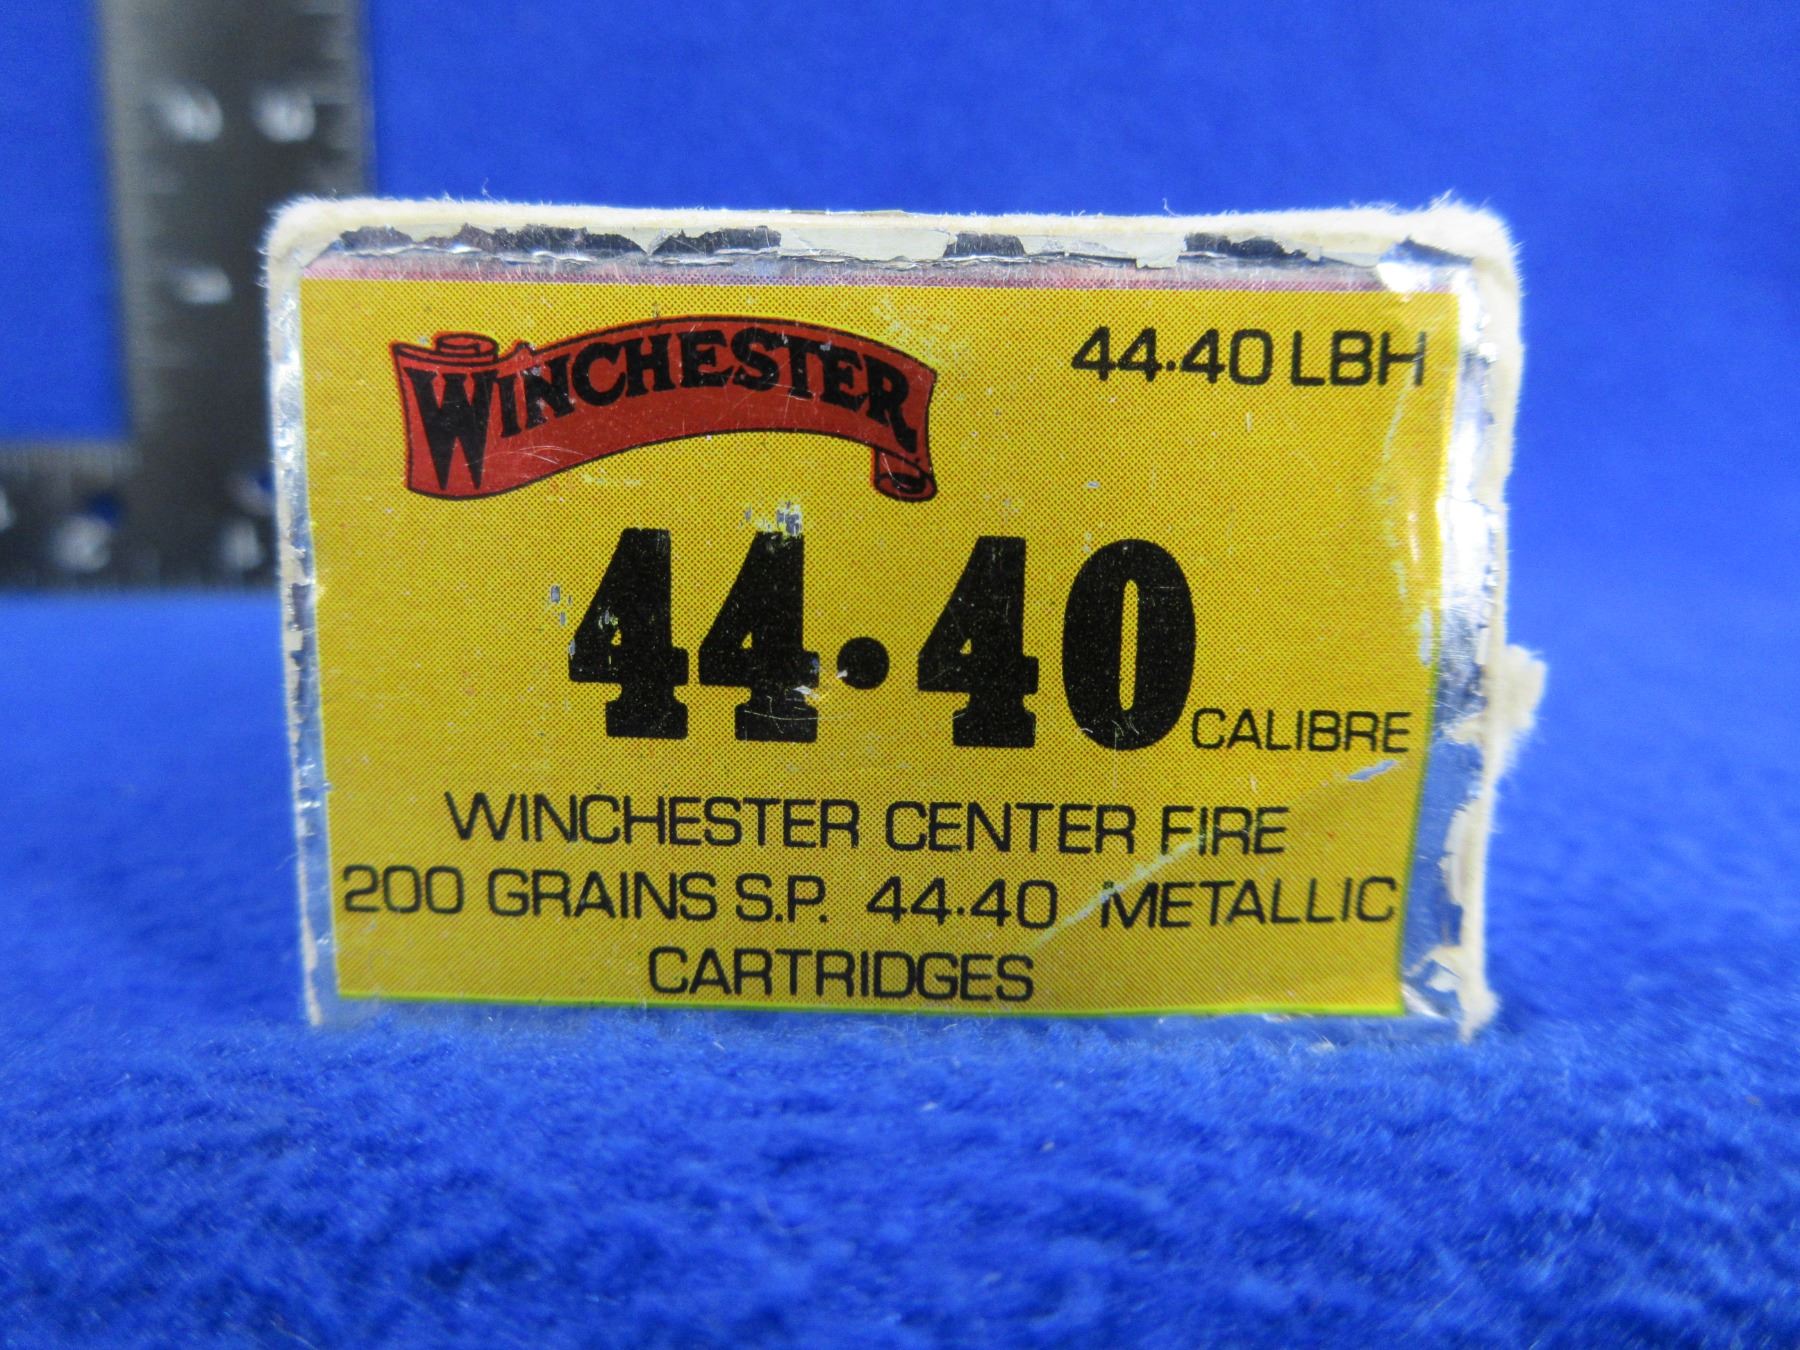 WINCHESTER
44·40 LBH
44·40
CALIBRE
WINCHESTER CENTER FIRE
200 GRAINS S.P. 44·40 METALLIC
CARTRIDGES